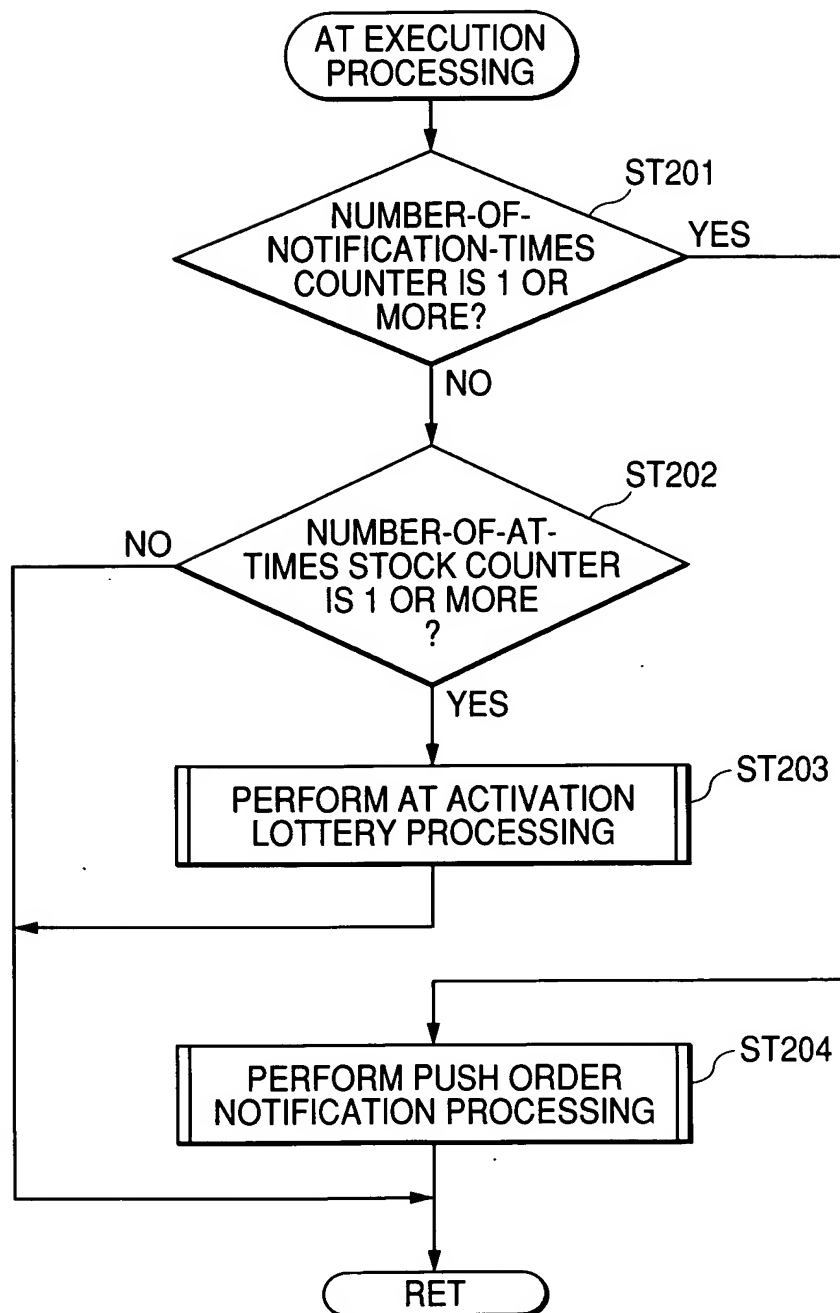 AT EXECUTION
PROCESSING
ST201
NUMBER-OF-
NOTIFICATION-TIMES
COUNTER IS 1 OR
MORE?
YES
NO
ST202
NUMBER-OF-AT-
TIMES STOCK COUNTER
IS 1 OR MORE
?
NO
YES
ST203
PERFORM AT ACTIVATION
LOTTERY PROCESSING
ST204
PERFORM PUSH ORDER
NOTIFICATION PROCESSING
RET